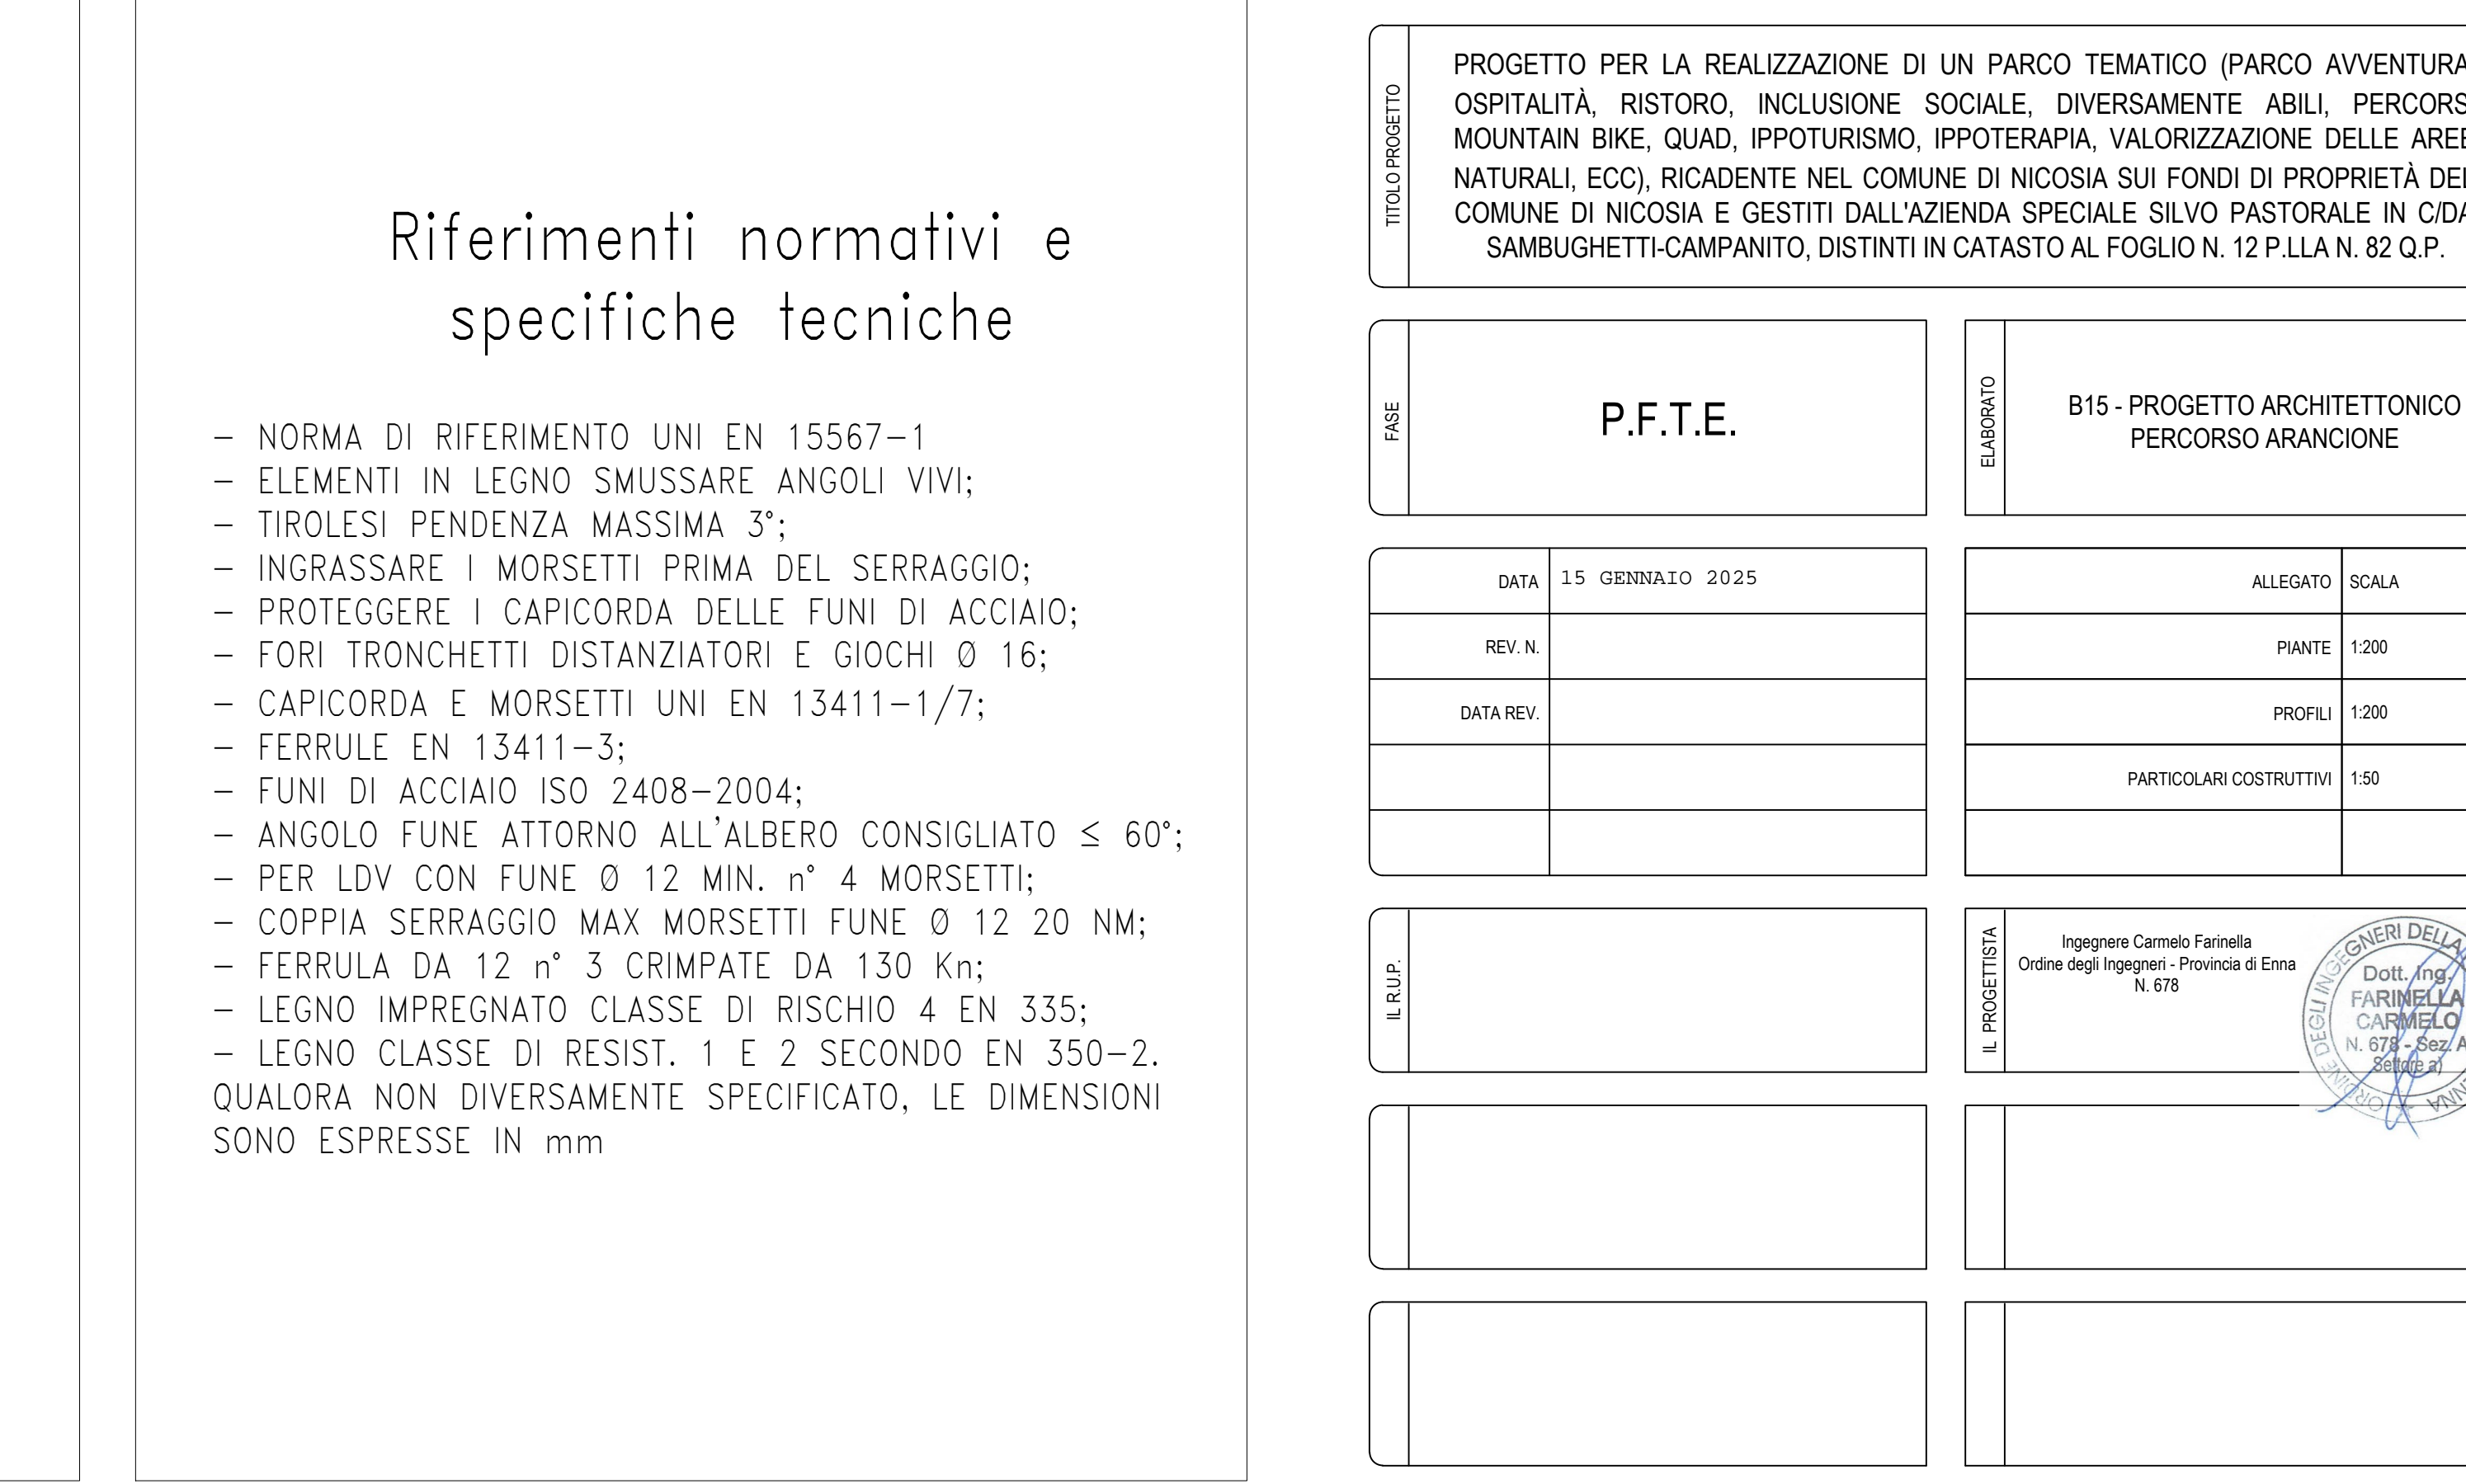 Riferimenti normativi e
specifiche tecniche
– NORMA DI RIFERIMENTO UNI EN 15567–1
– ELEMENTI IN LEGNO SMUSSARE ANGOLI VIVI;
– TIROLESI PENDENZA MASSIMA 3°;
– INGRASSARE I MORSETTI PRIMA DEL SERRAGGIO;
– PROTEGGERE I CAPICORDA DELLE FUNI DI ACCIAIO;
– FORI TRONCHETTI DISTANZIATORI E GIOCHI Ø 16;
– CAPICORDA E MORSETTI UNI EN 13411–1/7;
– FERRULE EN 13411–3;
– FUNI DI ACCIAIO ISO 2408–2004;
– ANGOLO FUNE ATTORNO ALL'ALBERO CONSIGLIATO ≤ 60°;
– PER LDV CON FUNE Ø 12 MIN. n° 4 MORSETTI;
– COPPIA SERRAGGIO MAX MORSETTI FUNE Ø 12 20 NM;
– FERRULA DA 12 n° 3 CRIMPATE DA 130 Kn;
– LEGNO IMPREGNATO CLASSE DI RISCHIO 4 EN 335;
– LEGNO CLASSE DI RESIST. 1 E 2 SECONDO EN 350–2.
QUALORA NON DIVERSAMENTE SPECIFICATO, LE DIMENSIONI
SONO ESPRESSE IN mm
TITOLO PROGETTO
PROGETTO PER LA REALIZZAZIONE DI UN PARCO TEMATICO (PARCO AVVENTURA
OSPITALITÀ, RISTORO, INCLUSIONE SOCIALE, DIVERSAMENTE ABILI, PERCORS
MOUNTAIN BIKE, QUAD, IPPOTURISMO, IPPOTERAPIA, VALORIZZAZIONE DELLE AREE
NATURALI, ECC), RICADENTE NEL COMUNE DI NICOSIA SUI FONDI DI PROPRIETÀ DEL
COMUNE DI NICOSIA E GESTITI DALL'AZIENDA SPECIALE SILVO PASTORALE IN C/DA
SAMBUGHETTI-CAMPANITO, DISTINTI IN CATASTO AL FOGLIO N. 12 P.LLA N. 82 Q.P.
FASE
P.F.T.E.
ELABORATO
B15 - PROGETTO ARCHITETTONICO
PERCORSO ARANCIONE
DATA 15 GENNAIO 2025
REV. N.
DATA REV.
ALLEGATO SCALA
PIANTE 1:200
PROFILI 1:200
PARTICOLARI COSTRUTTIVI 1:50
IL R.U.P.
IL PROGETTISTA
Ingegnere Carmelo Farinella
Ordine degli Ingegneri - Provincia di Enna
N. 678
ORDINE DEGLI INGEGNERI DELLA
Dott. Ing.
FARINELLA
CARMELO
N. 678 - Sez. A
Settore a)